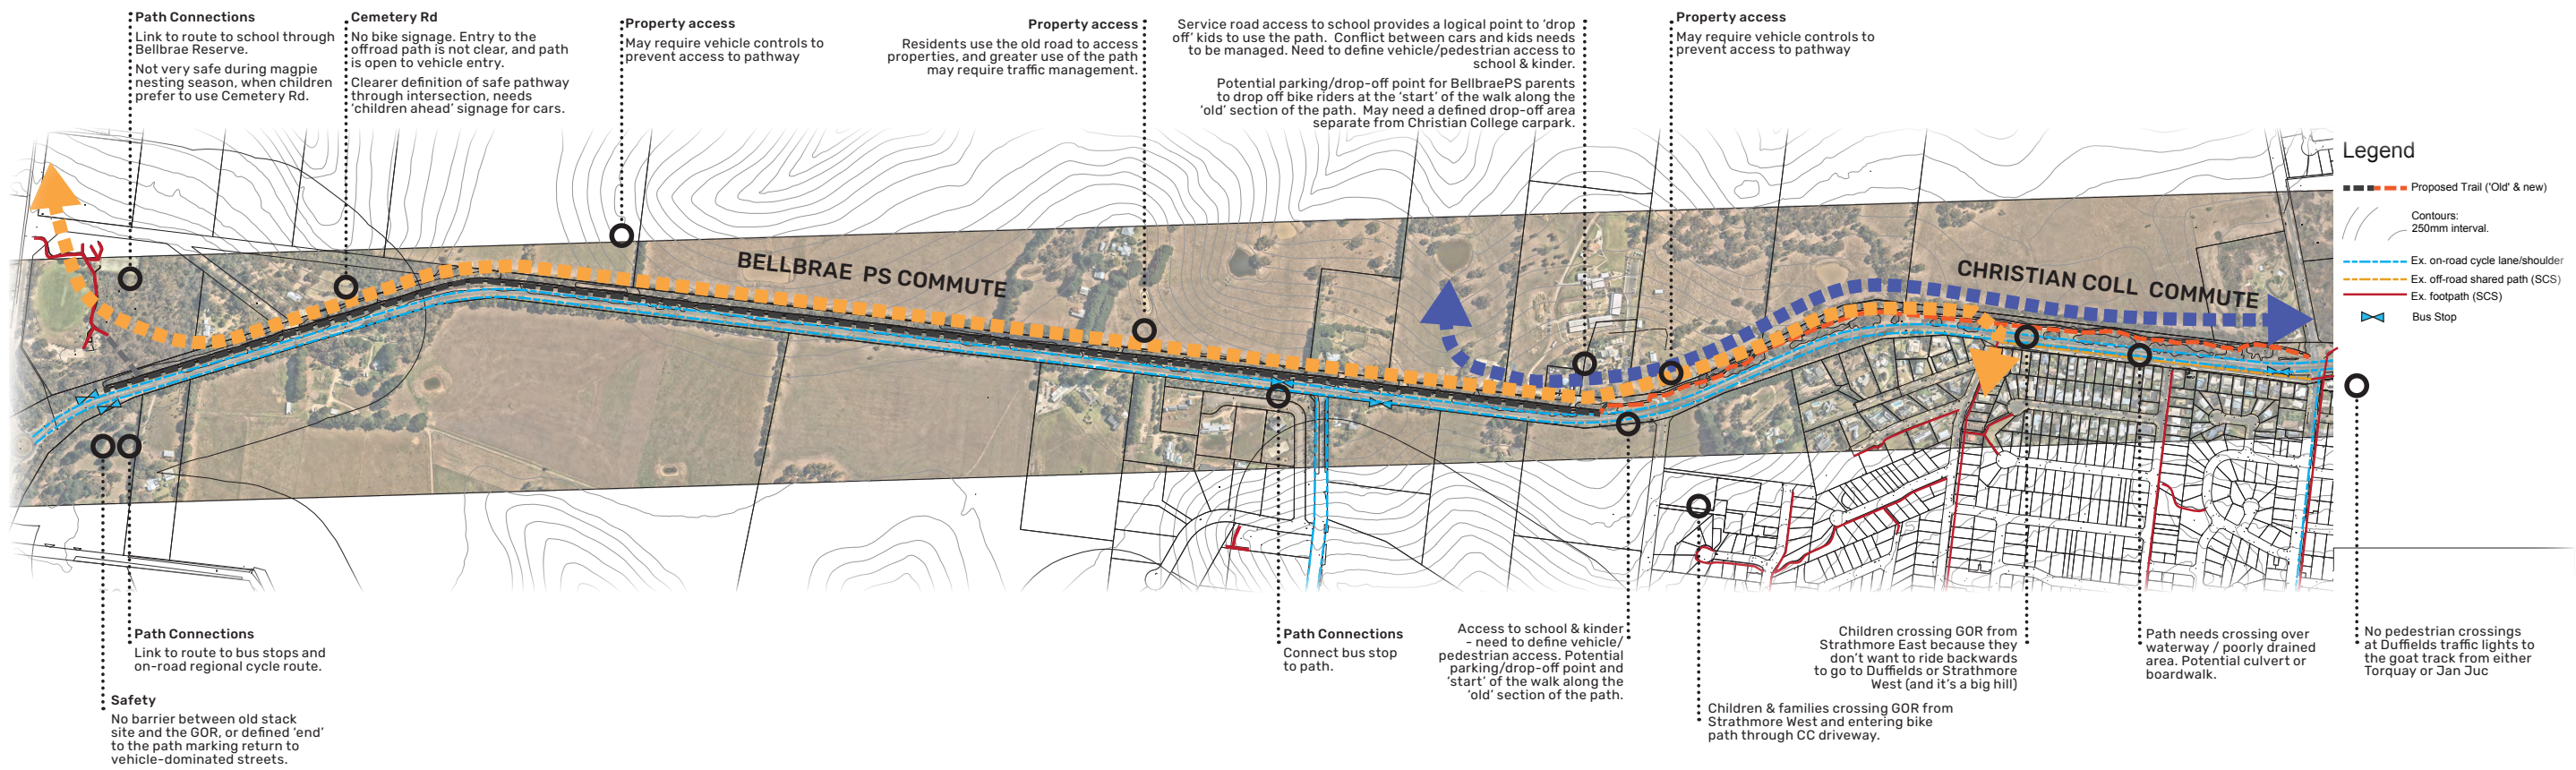 Path Connections
Link to route to school through
Bellbrae Reserve.
Not very safe during magpie
nesting season, when children
prefer to use Cemetery Rd.
Cemetery Rd
No bike signage. Entry to the
offroad path is not clear, and path
is open to vehicle entry.
Clearer definition of safe pathway
through intersection, needs
'children ahead' signage for cars.
Property access
May require vehicle controls to
prevent access to pathway
Property access
Residents use the old road to access
properties, and greater use of the path
may require traffic management.
Service road access to school provides a logical point to 'drop
off' kids to use the path. Conflict between cars and kids needs
to be managed. Need to define vehicle/pedestrian access to
school & kinder.
Potential parking/drop-off point for BellbraePS parents
to drop off bike riders at the 'start' of the walk along the
'old' section of the path. May need a defined drop-off area
separate from Christian College carpark.
Property access
May require vehicle controls to
prevent access to pathway
Legend
Proposed Trail ('Old' & new)
Contours:
250mm interval.
Ex. on-road cycle lane/shoulder
Ex. off-road shared path (SCS)
Ex. footpath (SCS)
Bus Stop
BELLBRAE PS COMMUTE
CHRISTIAN COLL COMMUTE
Path Connections
Link to route to bus stops and
on-road regional cycle route.
Safety
No barrier between old stack
site and the GOR, or defined 'end'
to the path marking return to
vehicle-dominated streets.
Path Connections
Connect bus stop
to path.
Access to school & kinder
- need to define vehicle/
pedestrian access. Potential
parking/drop-off point and
'start' of the walk along the
'old' section of the path.
Children & families crossing GOR from
Strathmore West and entering bike
path through CC driveway.
Children crossing GOR from
Strathmore East because they
don't want to ride backwards
to go to Duffields or Strathmore
West (and it's a big hill)
Path needs crossing over
waterway / poorly drained
area. Potential culvert or
boardwalk.
No pedestrian crossings
at Duffields traffic lights to
the goat track from either
Torquay or Jan Juc